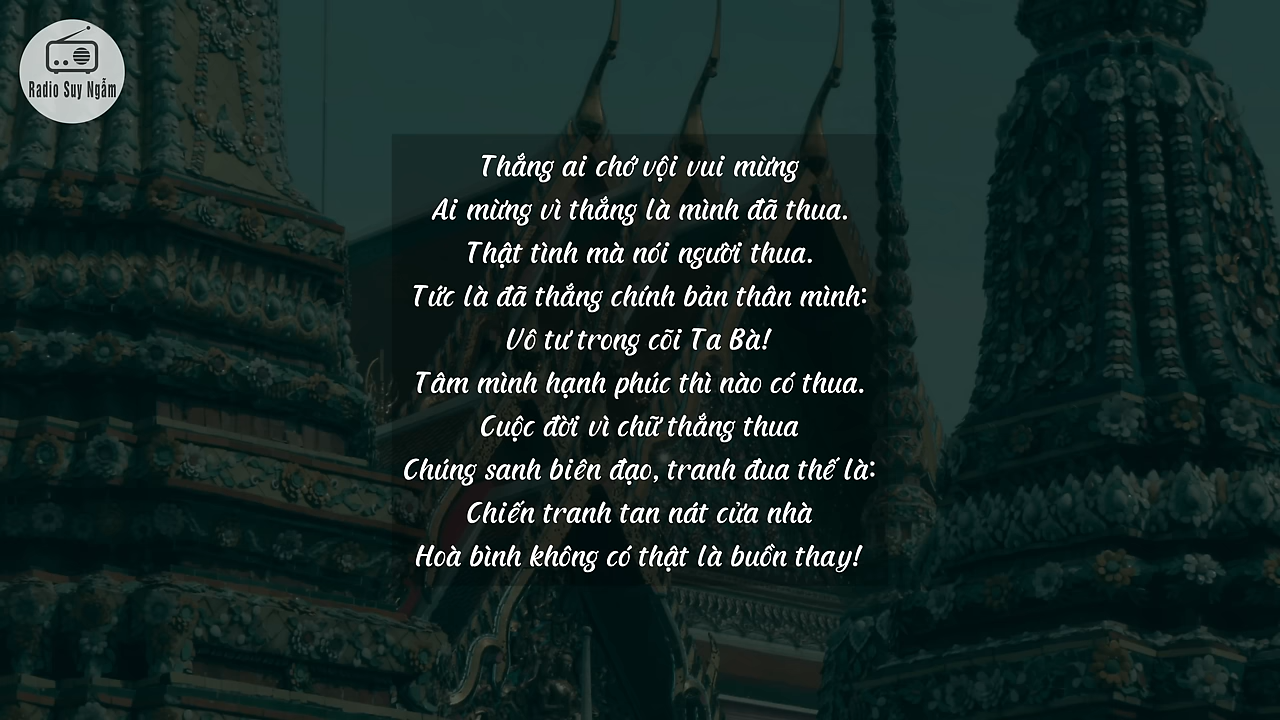 Radio Suy Ngẫm
Thắng ai chớ vội vui mừng
Ai mừng vì thắng là mình đã thua.
Thật tình mà nói người thua.
Tức là đã thắng chính bản thân mình:
Vô tư trong cõi Ta Bà!
Tâm mình hạnh phúc thì nào có thua.
Cuộc đời vì chữ thắng thua
Chúng sanh biên đạo, tranh đua thế là:
Chiến tranh tan nát cửa nhà
Hoà bình không có thật là buồn thay!